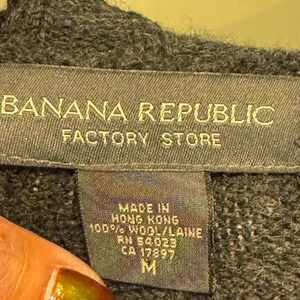 BANANA REPUBLIC
FACTORY STORE
MADE IN
HONG KONG
100% WOOL/LAINE
RN 54023
CA 17897
M